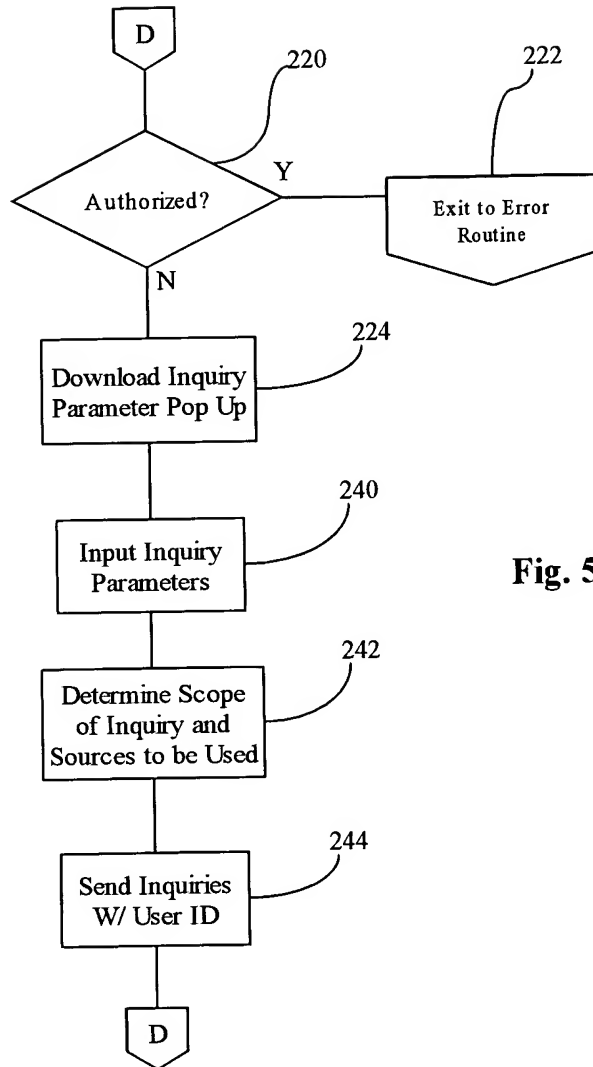 D
220
222
Authorized?
Y
Exit to Error
Routine
N
224
Download Inquiry
Parameter Pop Up
240
Input Inquiry
Parameters
Fig. 5
242
Determine Scope
of Inquiry and
Sources to be Used
244
Send Inquiries
W/ User ID
D